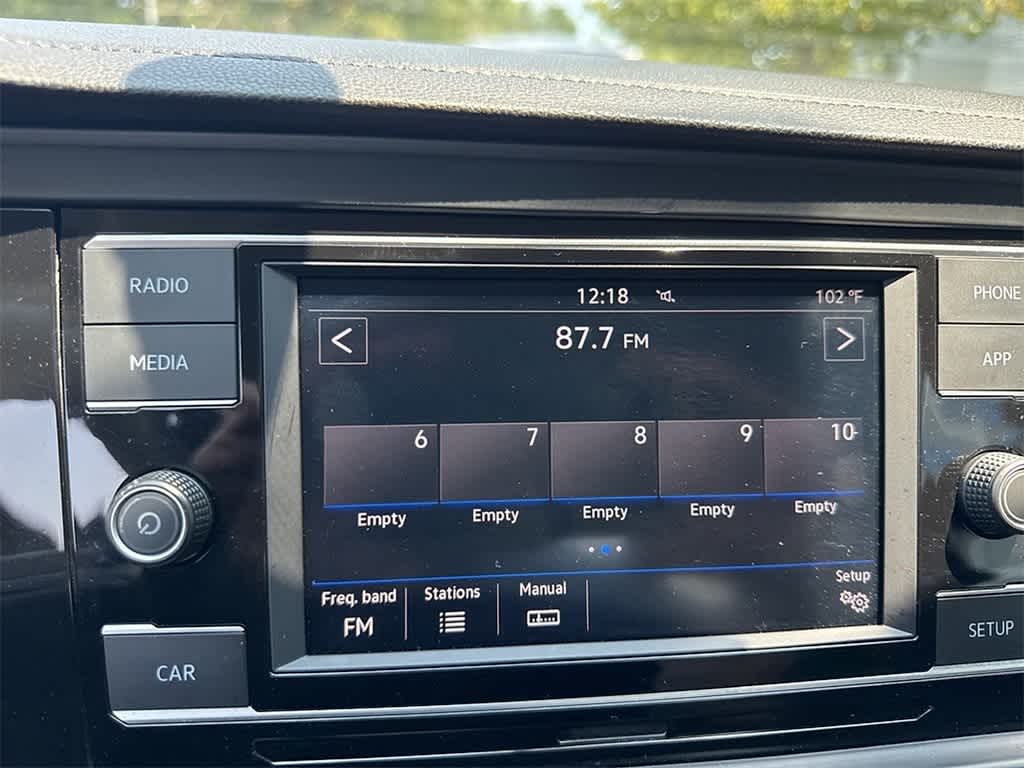 RADIO
MEDIA
CAR
12:18
102 °F
<
87.7 FM
>
6
7
8
9
10
Empty
Empty
Empty
Empty
Empty
Freq. band
FM
Stations
Manual
Setup
PHONE
APP
SETUP